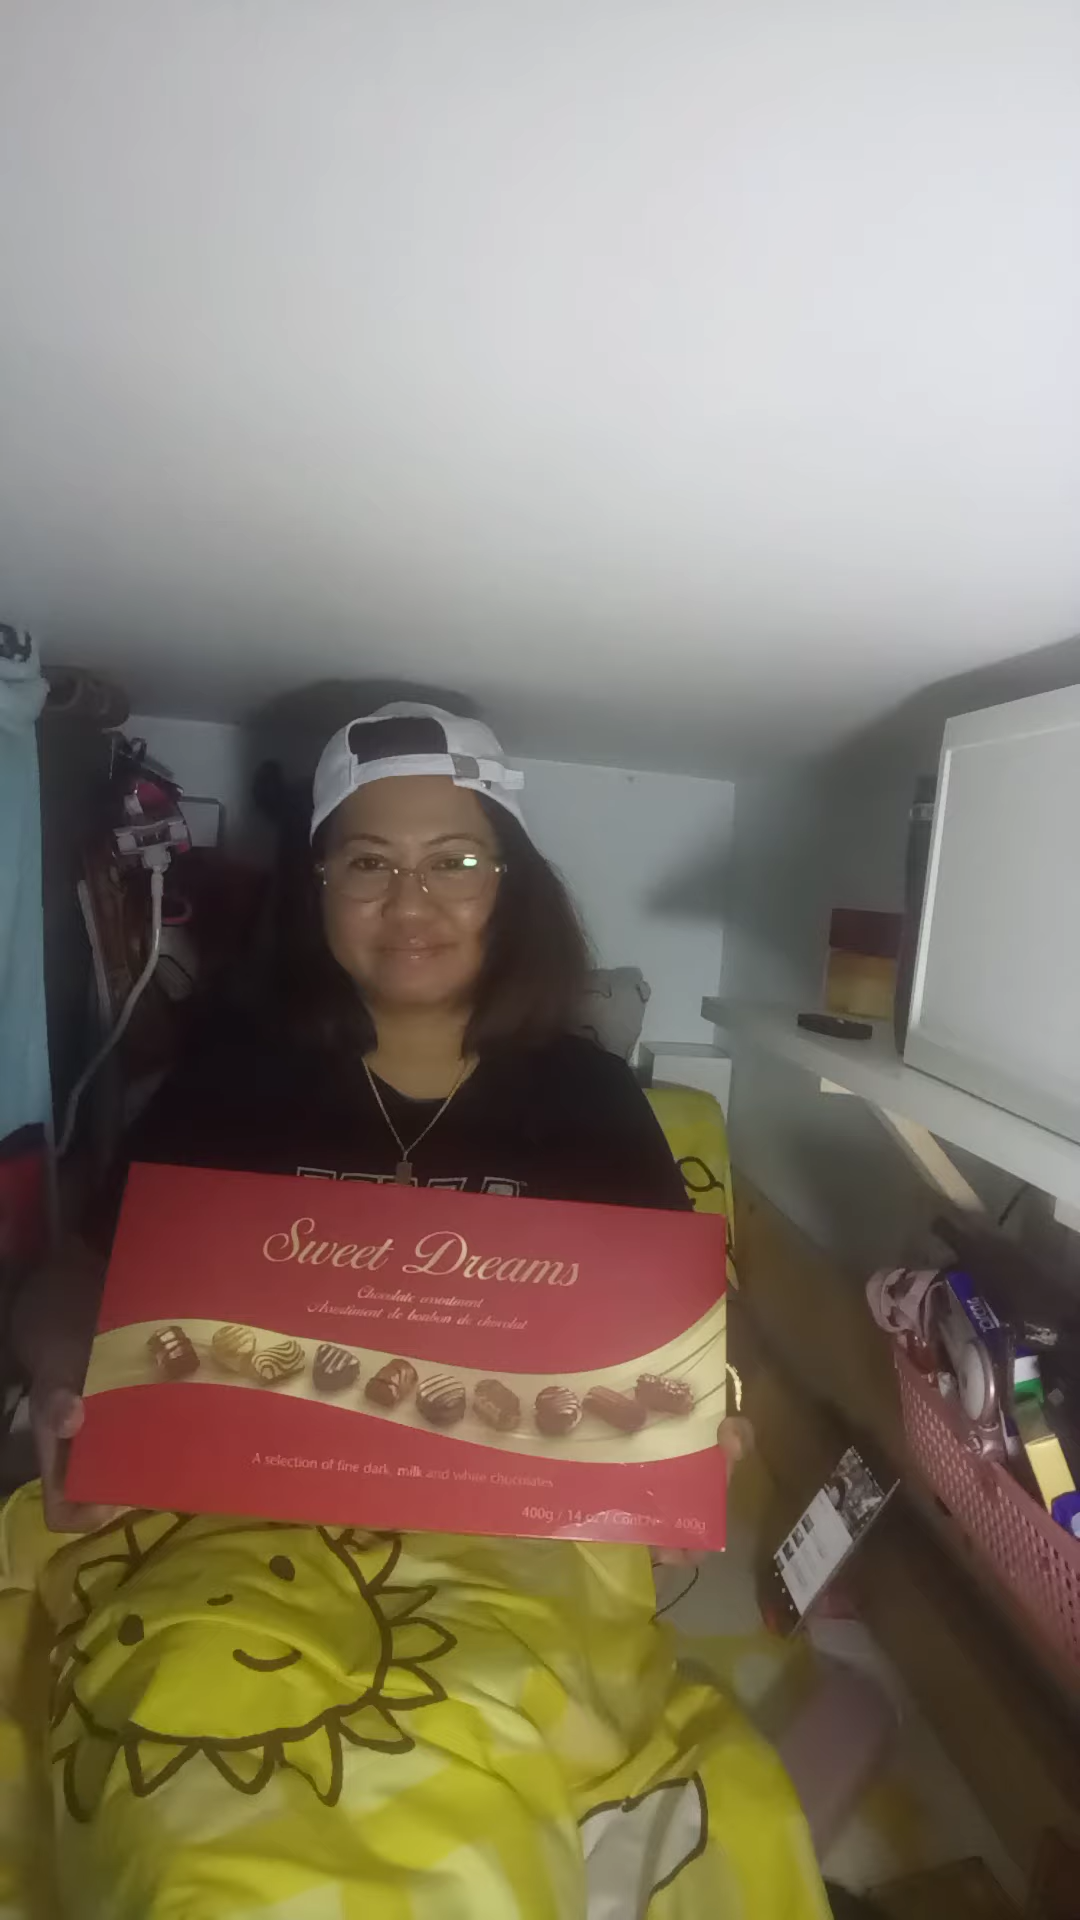 Sweet Dreams
Chocolate assortment
Assortiment de bonbon de chocolat
A selection of fine dark, milk and white chocolates
400g / 14 oz / 400g